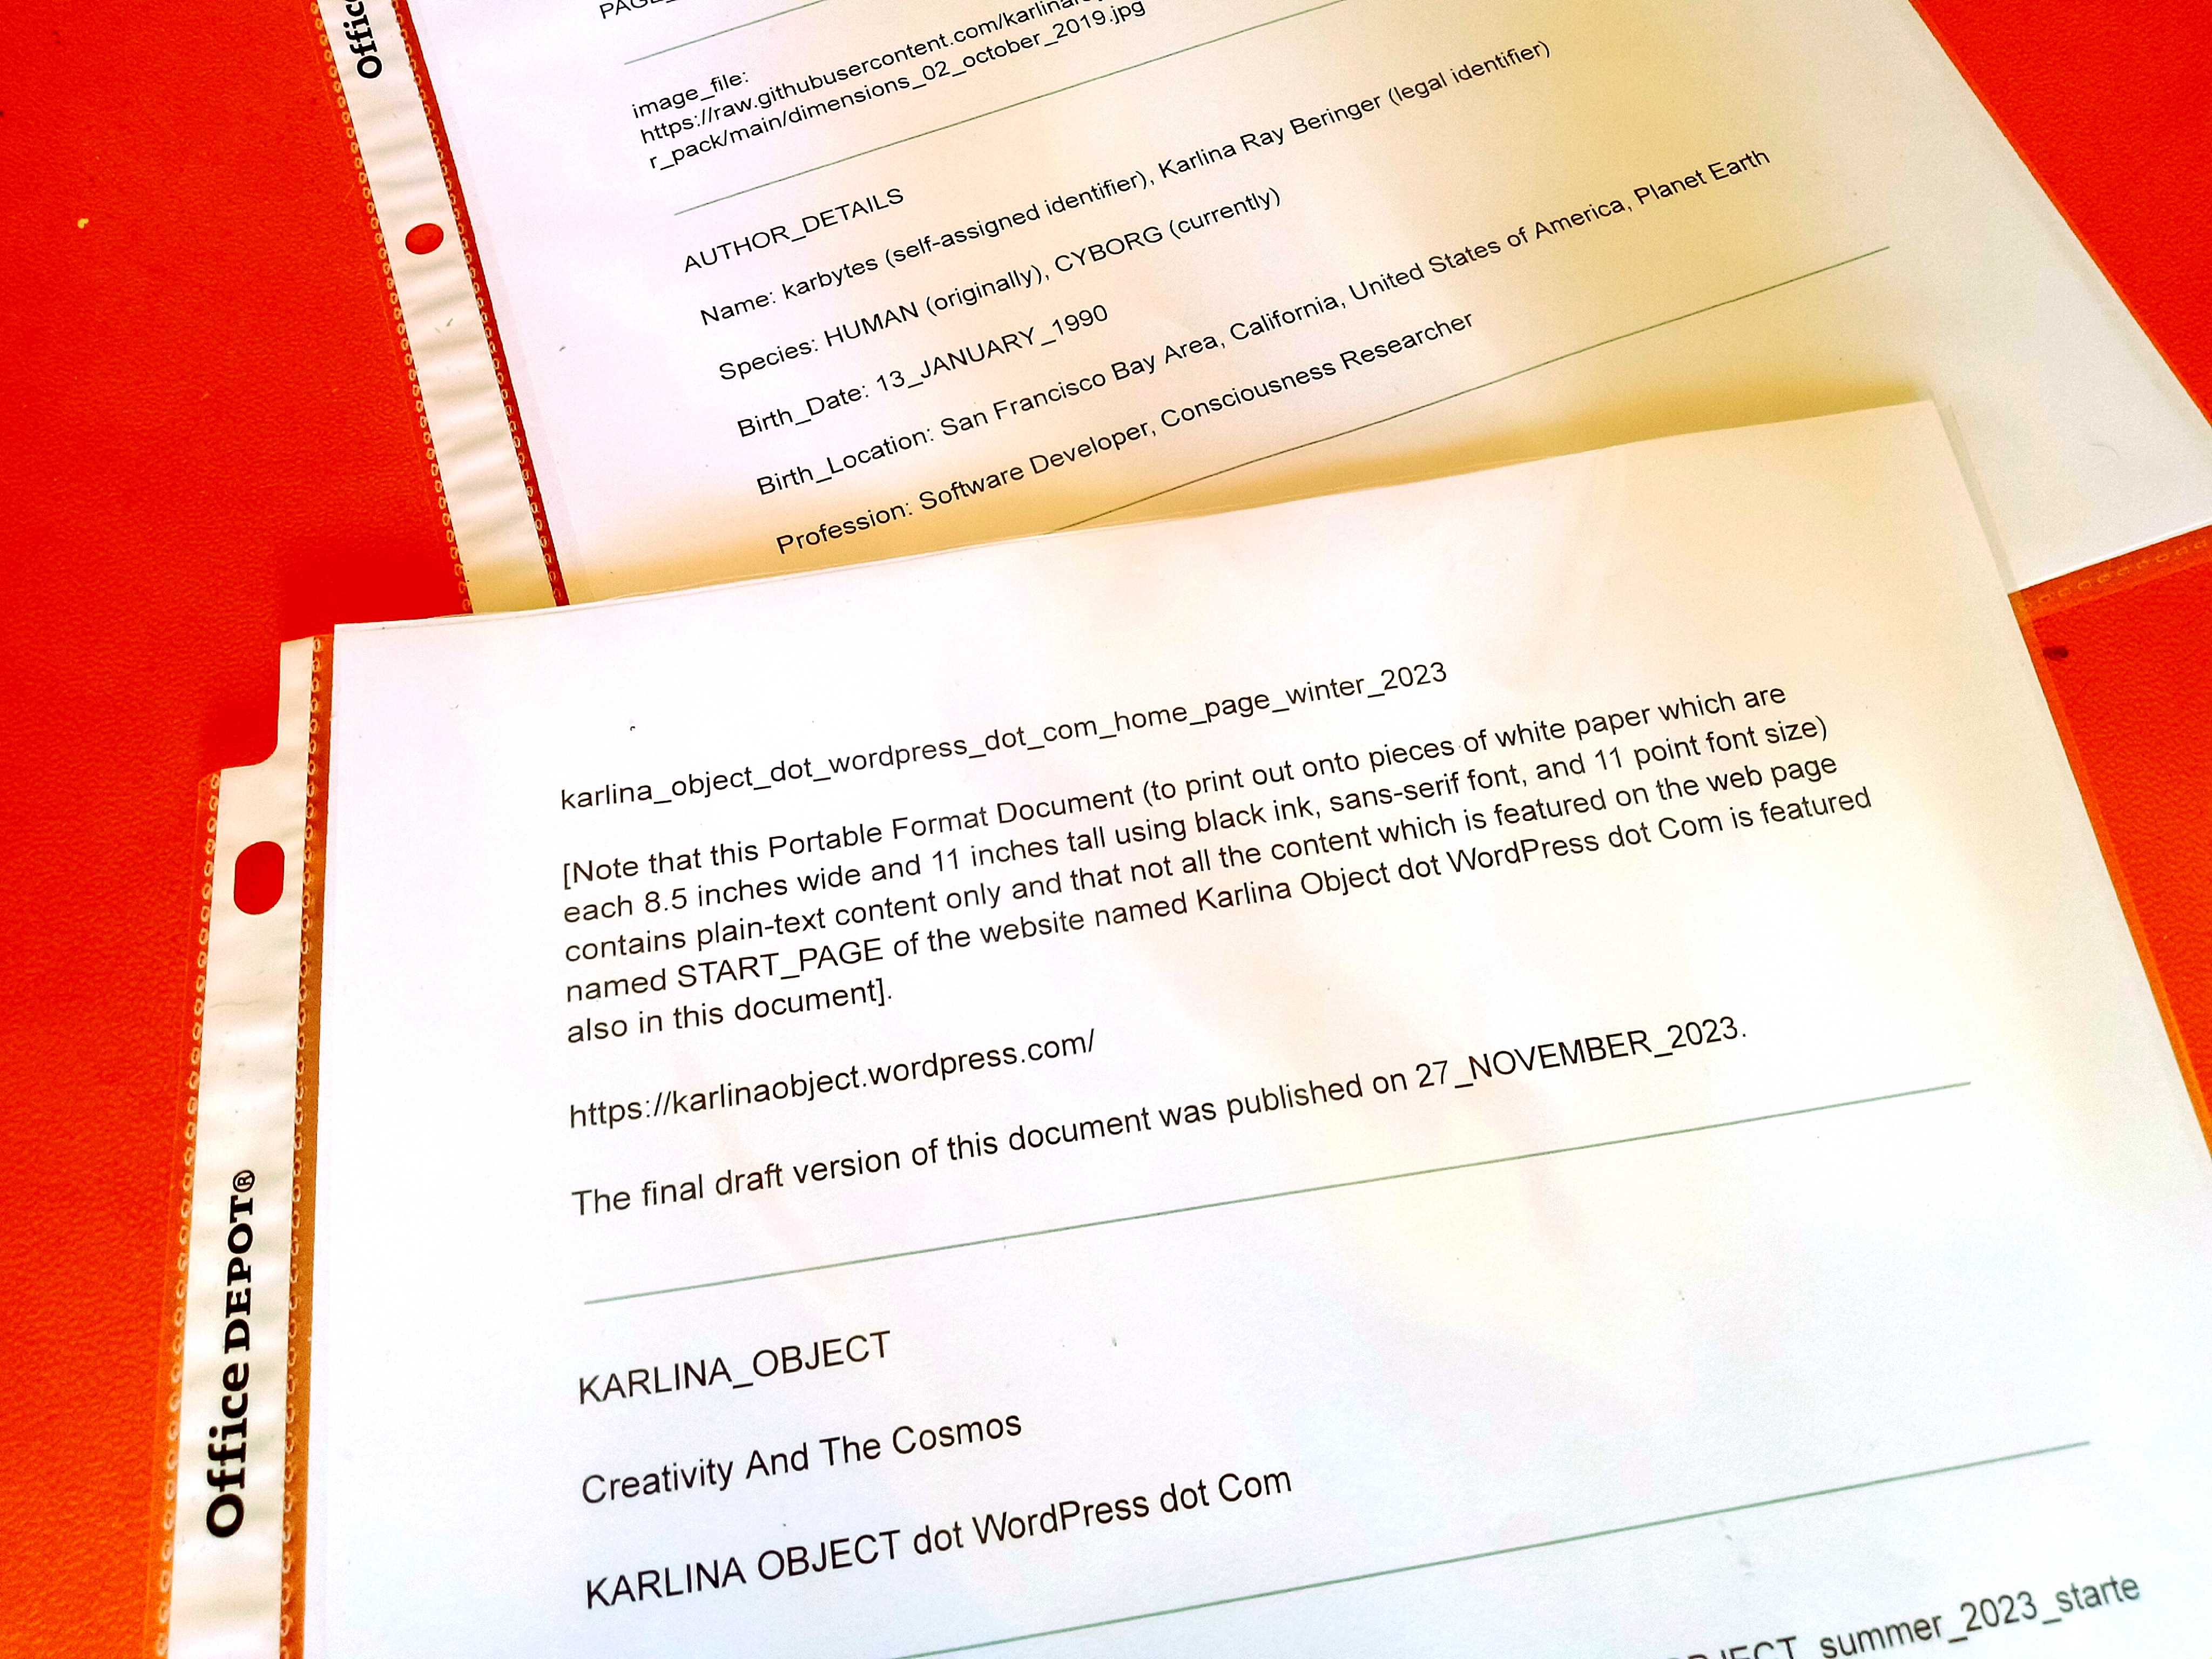 Offic
image_file:
https://raw.githubusercontent.com/karlina
r_pack/main/dimensions_02_october_2019.jpg
AUTHOR_DETAILS
Name: karbytes (self-assigned identifier), Karlina Ray Beringer (legal identifier)
Species: HUMAN (originally), CYBORG (currently)
Birth_Date: 13_JANUARY_1990
Birth_Location: San Francisco Bay Area, California, United States of America, Planet Earth
Profession: Software Developer, Consciousness Researcher
karlina_object_dot_wordpress_dot_com_home_page_winter_2023
[Note that this Portable Format Document (to print out onto pieces of white paper which are
each 8.5 inches wide and 11 inches tall using black ink, sans-serif font, and 11 point font size)
contains plain-text content only and that not all the content which is featured on the web page
named START_PAGE of the website named Karlina Object dot WordPress dot Com is featured
also in this document].
https://karlinaobject.wordpress.com/
The final draft version of this document was published on 27_NOVEMBER_2023.
KARLINA_OBJECT
Creativity And The Cosmos
KARLINA OBJECT dot WordPress dot Com
JECT_summer_2023_starte
Office DEPOT®